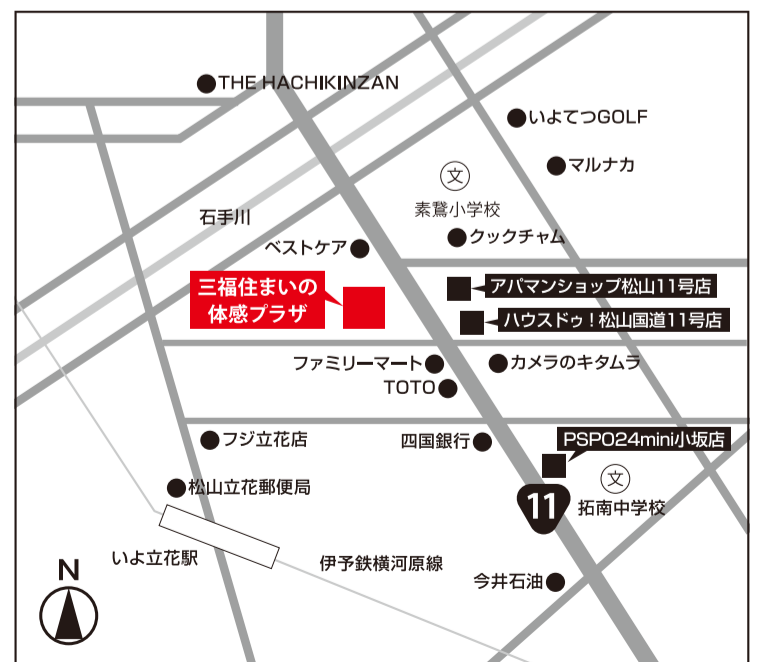 THE HACHIKINZAN
いよてつGOLF
マルナカ
文
素鵞小学校
石手川
クックチャム
ベストケア
三福住まいの
体感プラザ
アパマンショップ松山11号店
ハウスドゥ！松山国道11号店
ファミリーマート
カメラのキタムラ
TOTO
フジ立花店
四国銀行
PSPO24mini小坂店
文
松山立花郵便局
11
拓南中学校
いよ立花駅
伊予鉄横河原線
今井石油
N